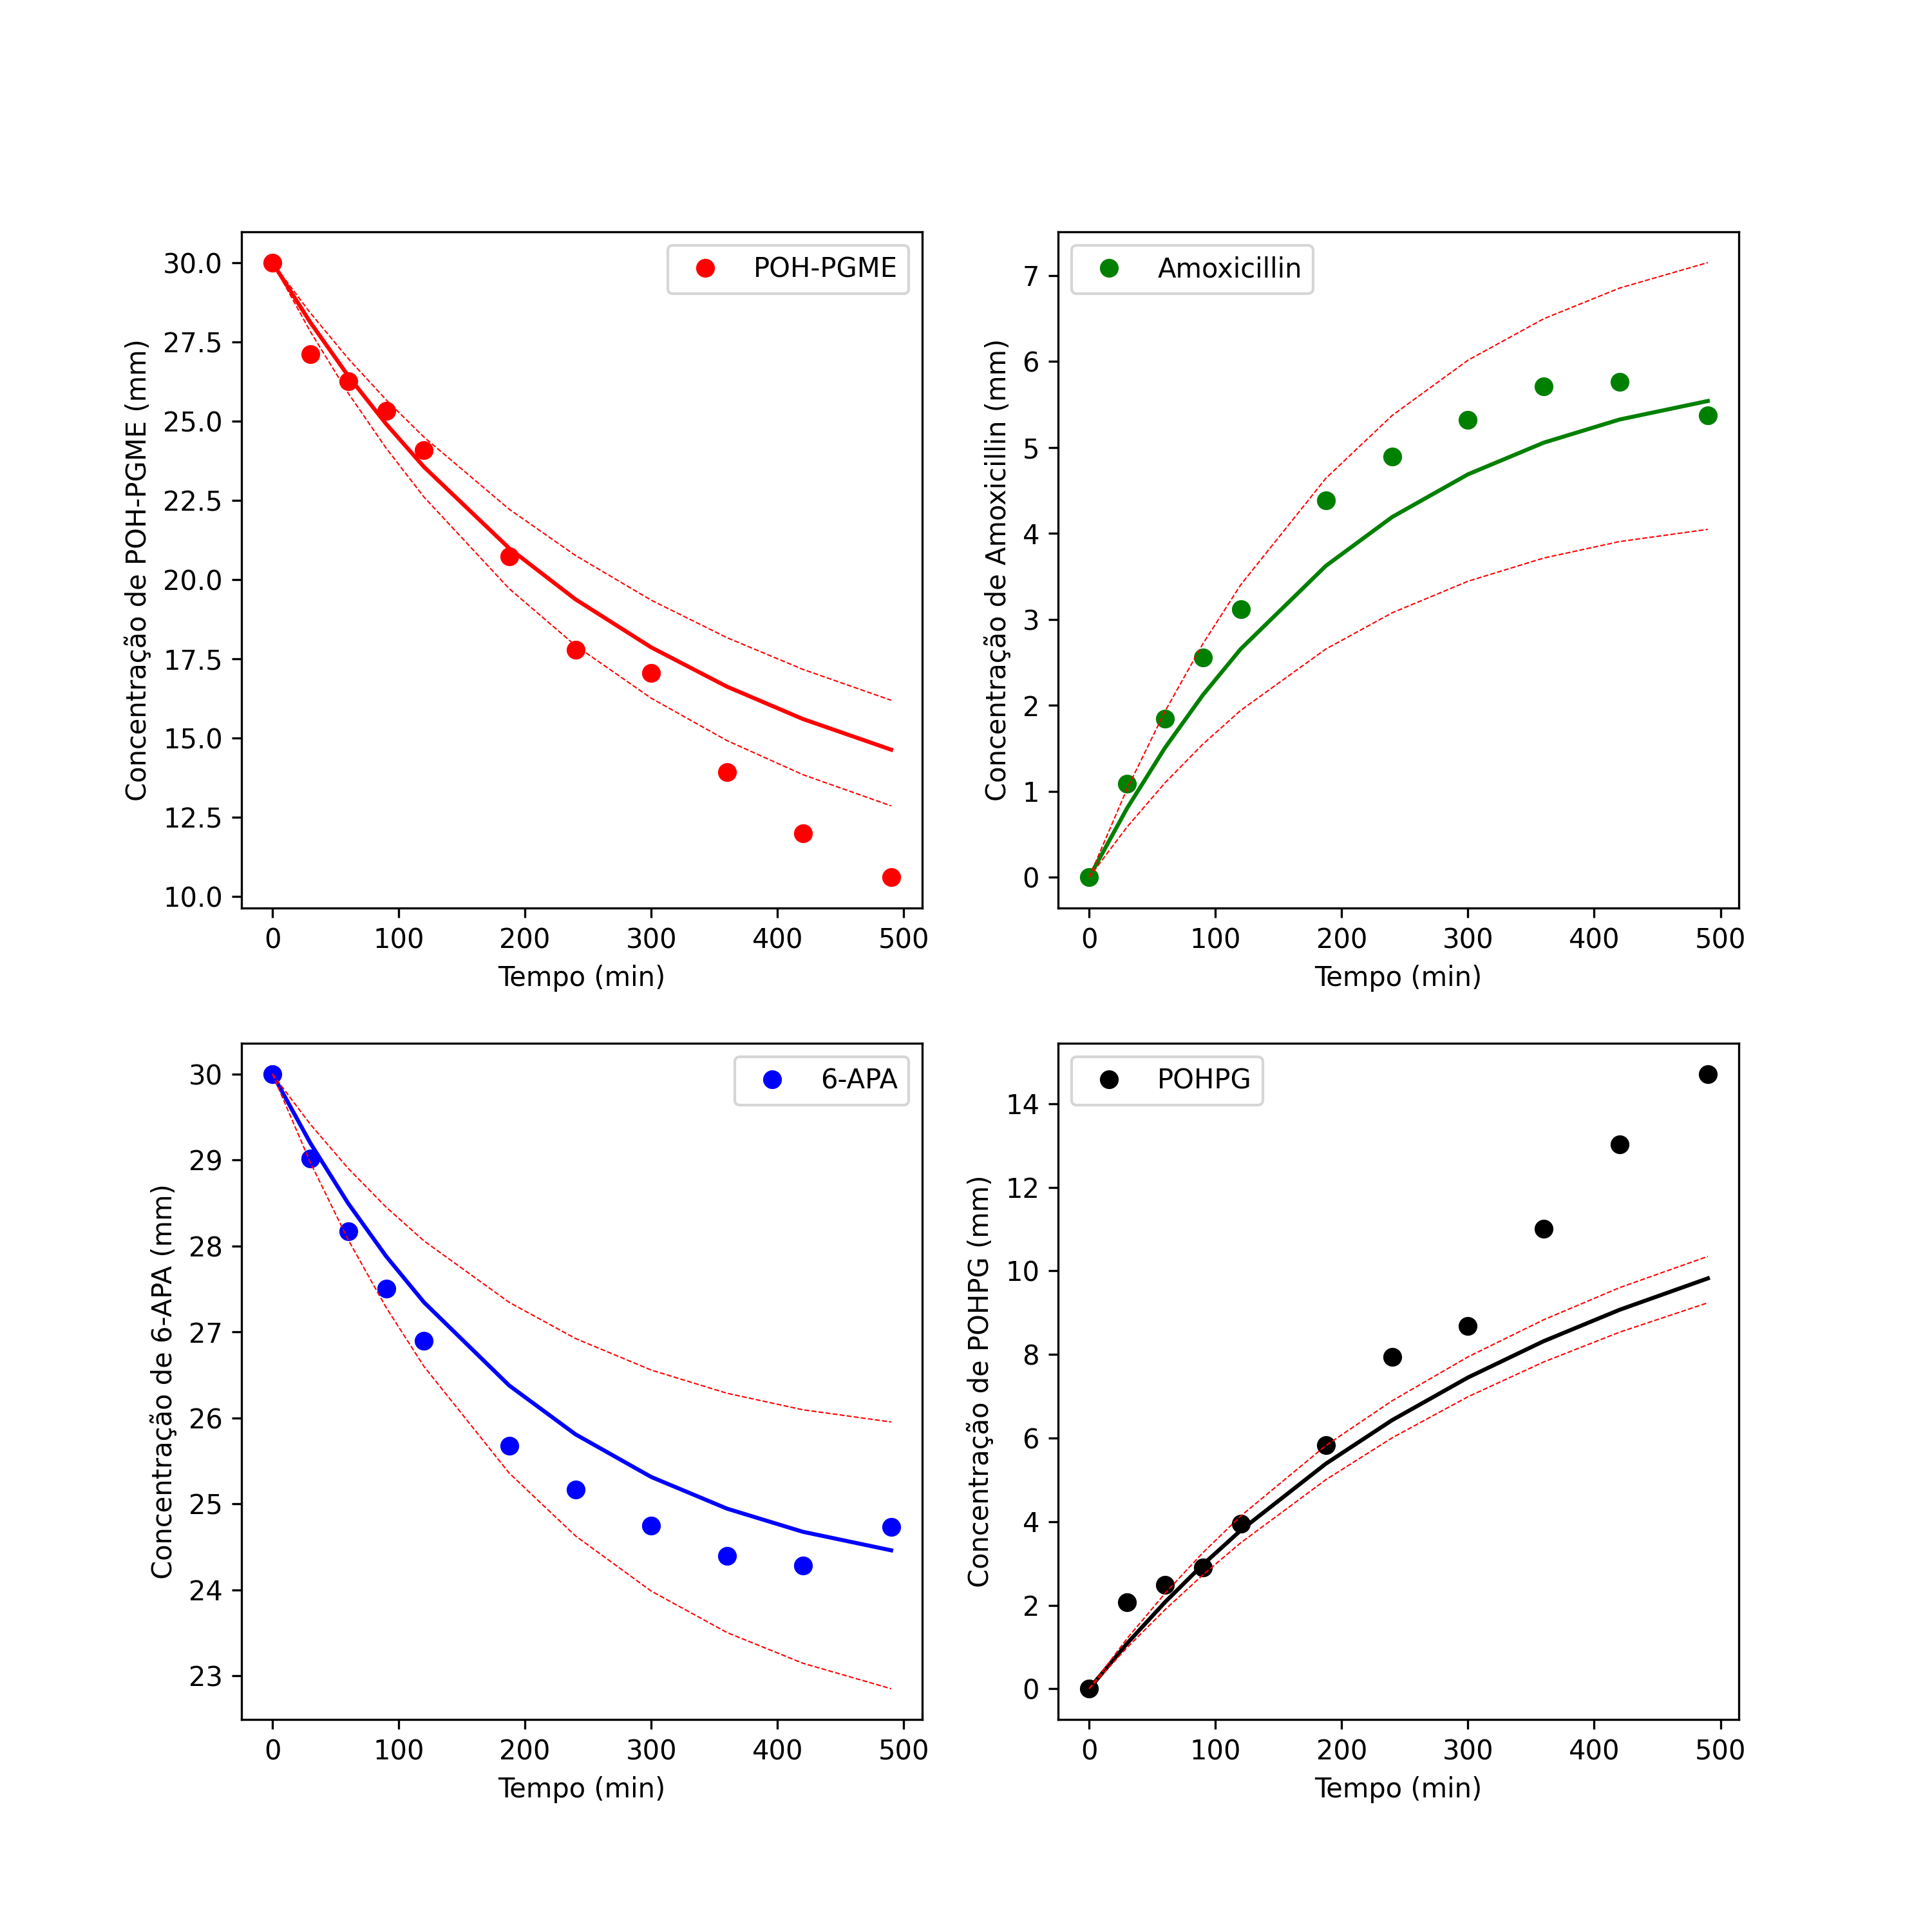 POH-PGME
Concentração de POH-PGME (mm)
30.0
27.5
25.0
22.5
20.0
17.5
15.0
12.5
10.0
0 100 200 300 400 500
Tempo (min)
Amoxicillin
Concentração de Amoxicillin (mm)
7
6
5
4
3
2
1
0
0 100 200 300 400 500
Tempo (min)
6-APA
Concentração de 6-APA (mm)
30
29
28
27
26
25
24
23
0 100 200 300 400 500
Tempo (min)
POHPG
Concentração de POHPG (mm)
14
12
10
8
6
4
2
0
0 100 200 300 400 500
Tempo (min)